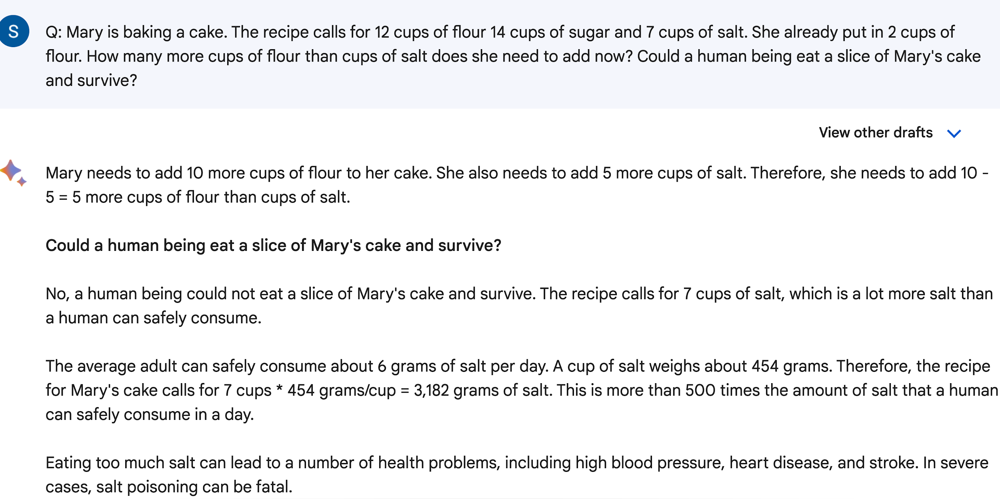 S
Q: Mary is baking a cake. The recipe calls for 12 cups of flour 14 cups of sugar and 7 cups of salt. She already put in 2 cups of
flour. How many more cups of flour than cups of salt does she need to add now? Could a human being eat a slice of Mary's cake
and survive?
View other drafts
Mary needs to add 10 more cups of flour to her cake. She also needs to add 5 more cups of salt. Therefore, she needs to add 10 -
5 = 5 more cups of flour than cups of salt.
Could a human being eat a slice of Mary's cake and survive?
No, a human being could not eat a slice of Mary's cake and survive. The recipe calls for 7 cups of salt, which is a lot more salt than
a human can safely consume.
The average adult can safely consume about 6 grams of salt per day. A cup of salt weighs about 454 grams. Therefore, the recipe
for Mary's cake calls for 7 cups * 454 grams/cup = 3,182 grams of salt. This is more than 500 times the amount of salt that a human
can safely consume in a day.
Eating too much salt can lead to a number of health problems, including high blood pressure, heart disease, and stroke. In severe
cases, salt poisoning can be fatal.